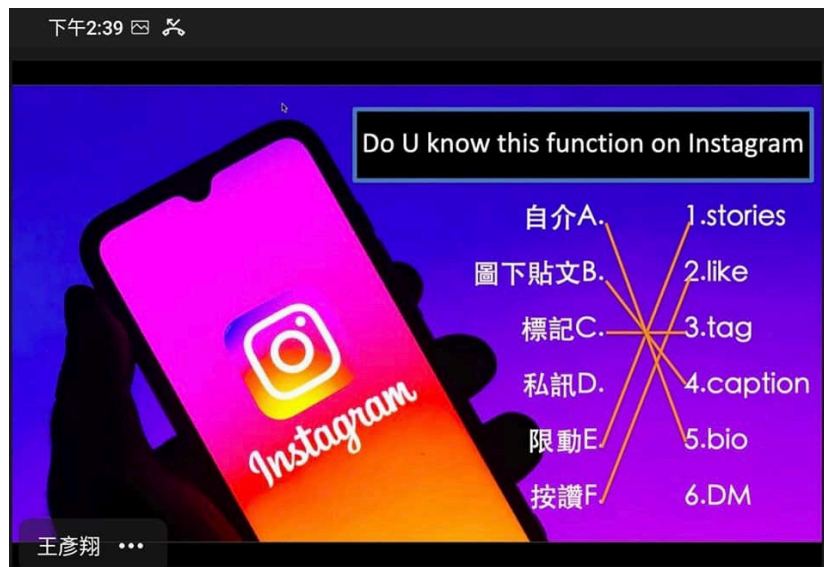 下午2:39
Do U know this function on Instagram
自介A. 1.stories
圖下貼文B. 2.like
標記C. 3.tag
私訊D. 4.caption
限動E. 5.bio
按讚F. 6.DM
Instagram
王彥翔